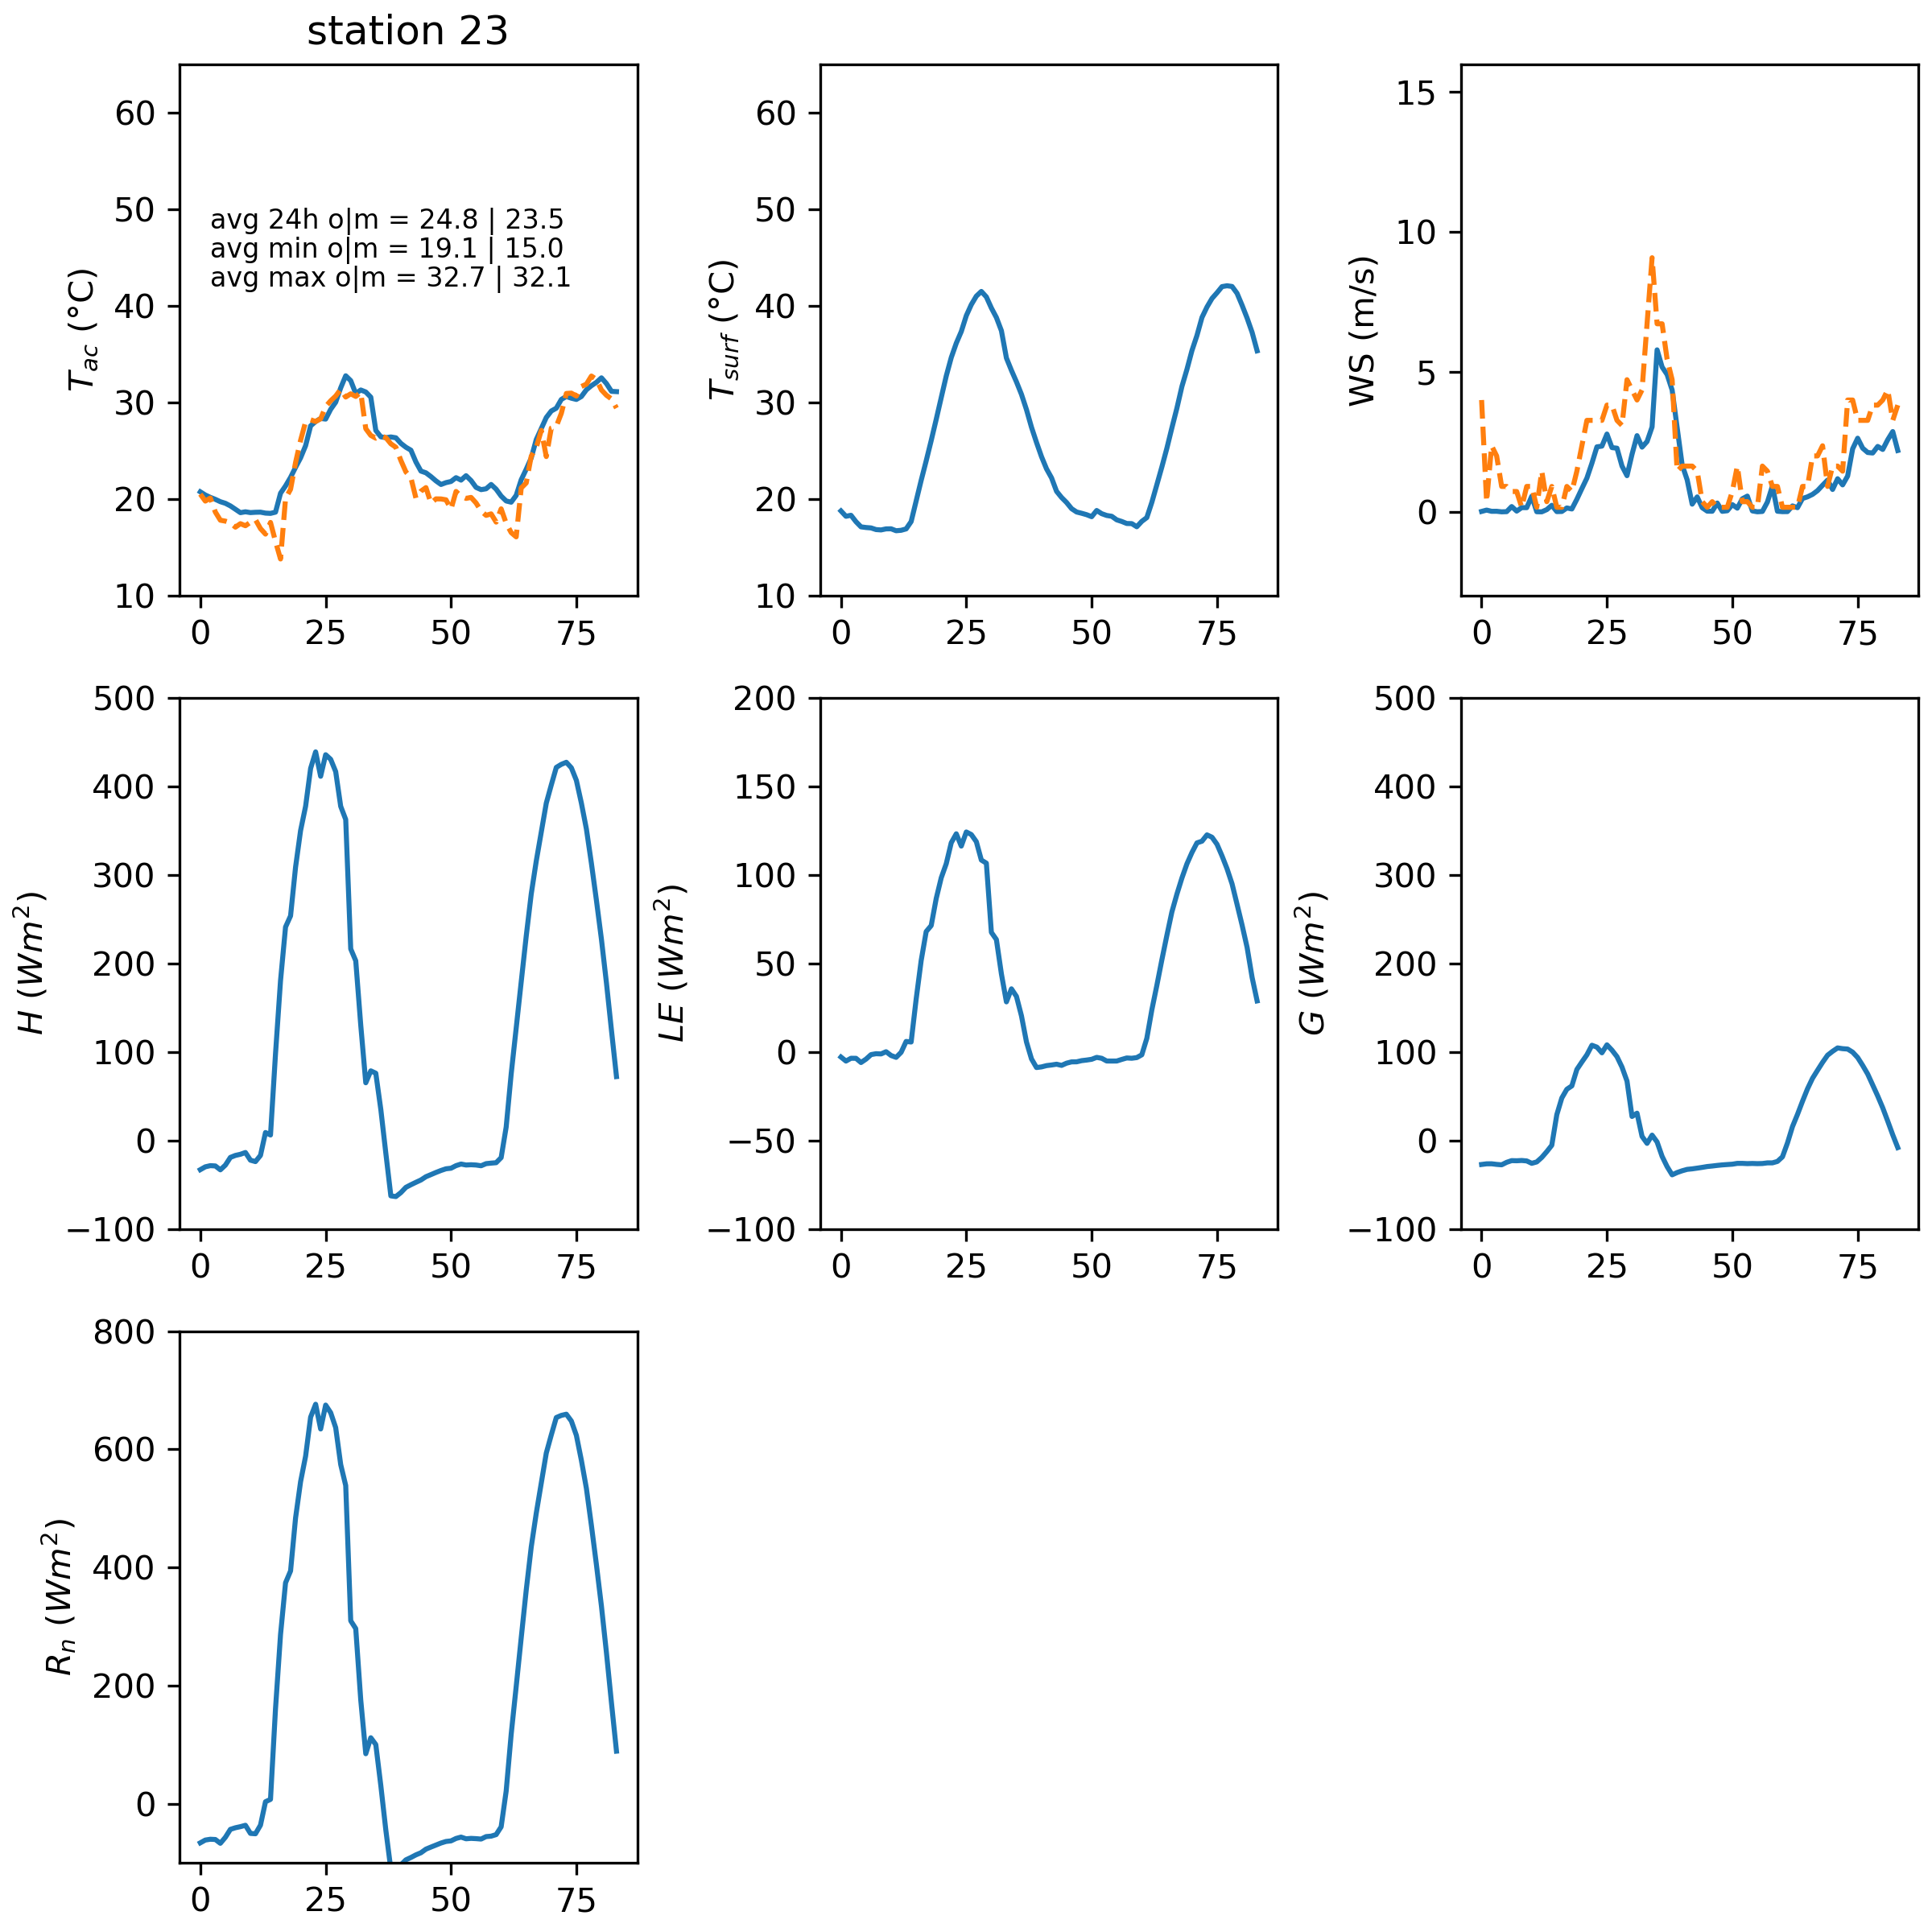 station 23
60
50
40
30
20
10
T_ac (°C)
avg 24h o|m = 24.8 | 23.5
avg min o|m = 19.1 | 15.0
avg max o|m = 32.7 | 32.1
0 25 50 75
60
50
40
30
20
10
T_surf (°C)
0 25 50 75
15
10
5
0
WS (m/s)
0 25 50 75
500
400
300
200
100
0
−100
H (Wm²)
0 25 50 75
200
150
100
50
0
−50
−100
LE (Wm²)
0 25 50 75
500
400
300
200
100
0
−100
G (Wm²)
0 25 50 75
800
600
400
200
0
R_n (Wm²)
0 25 50 75